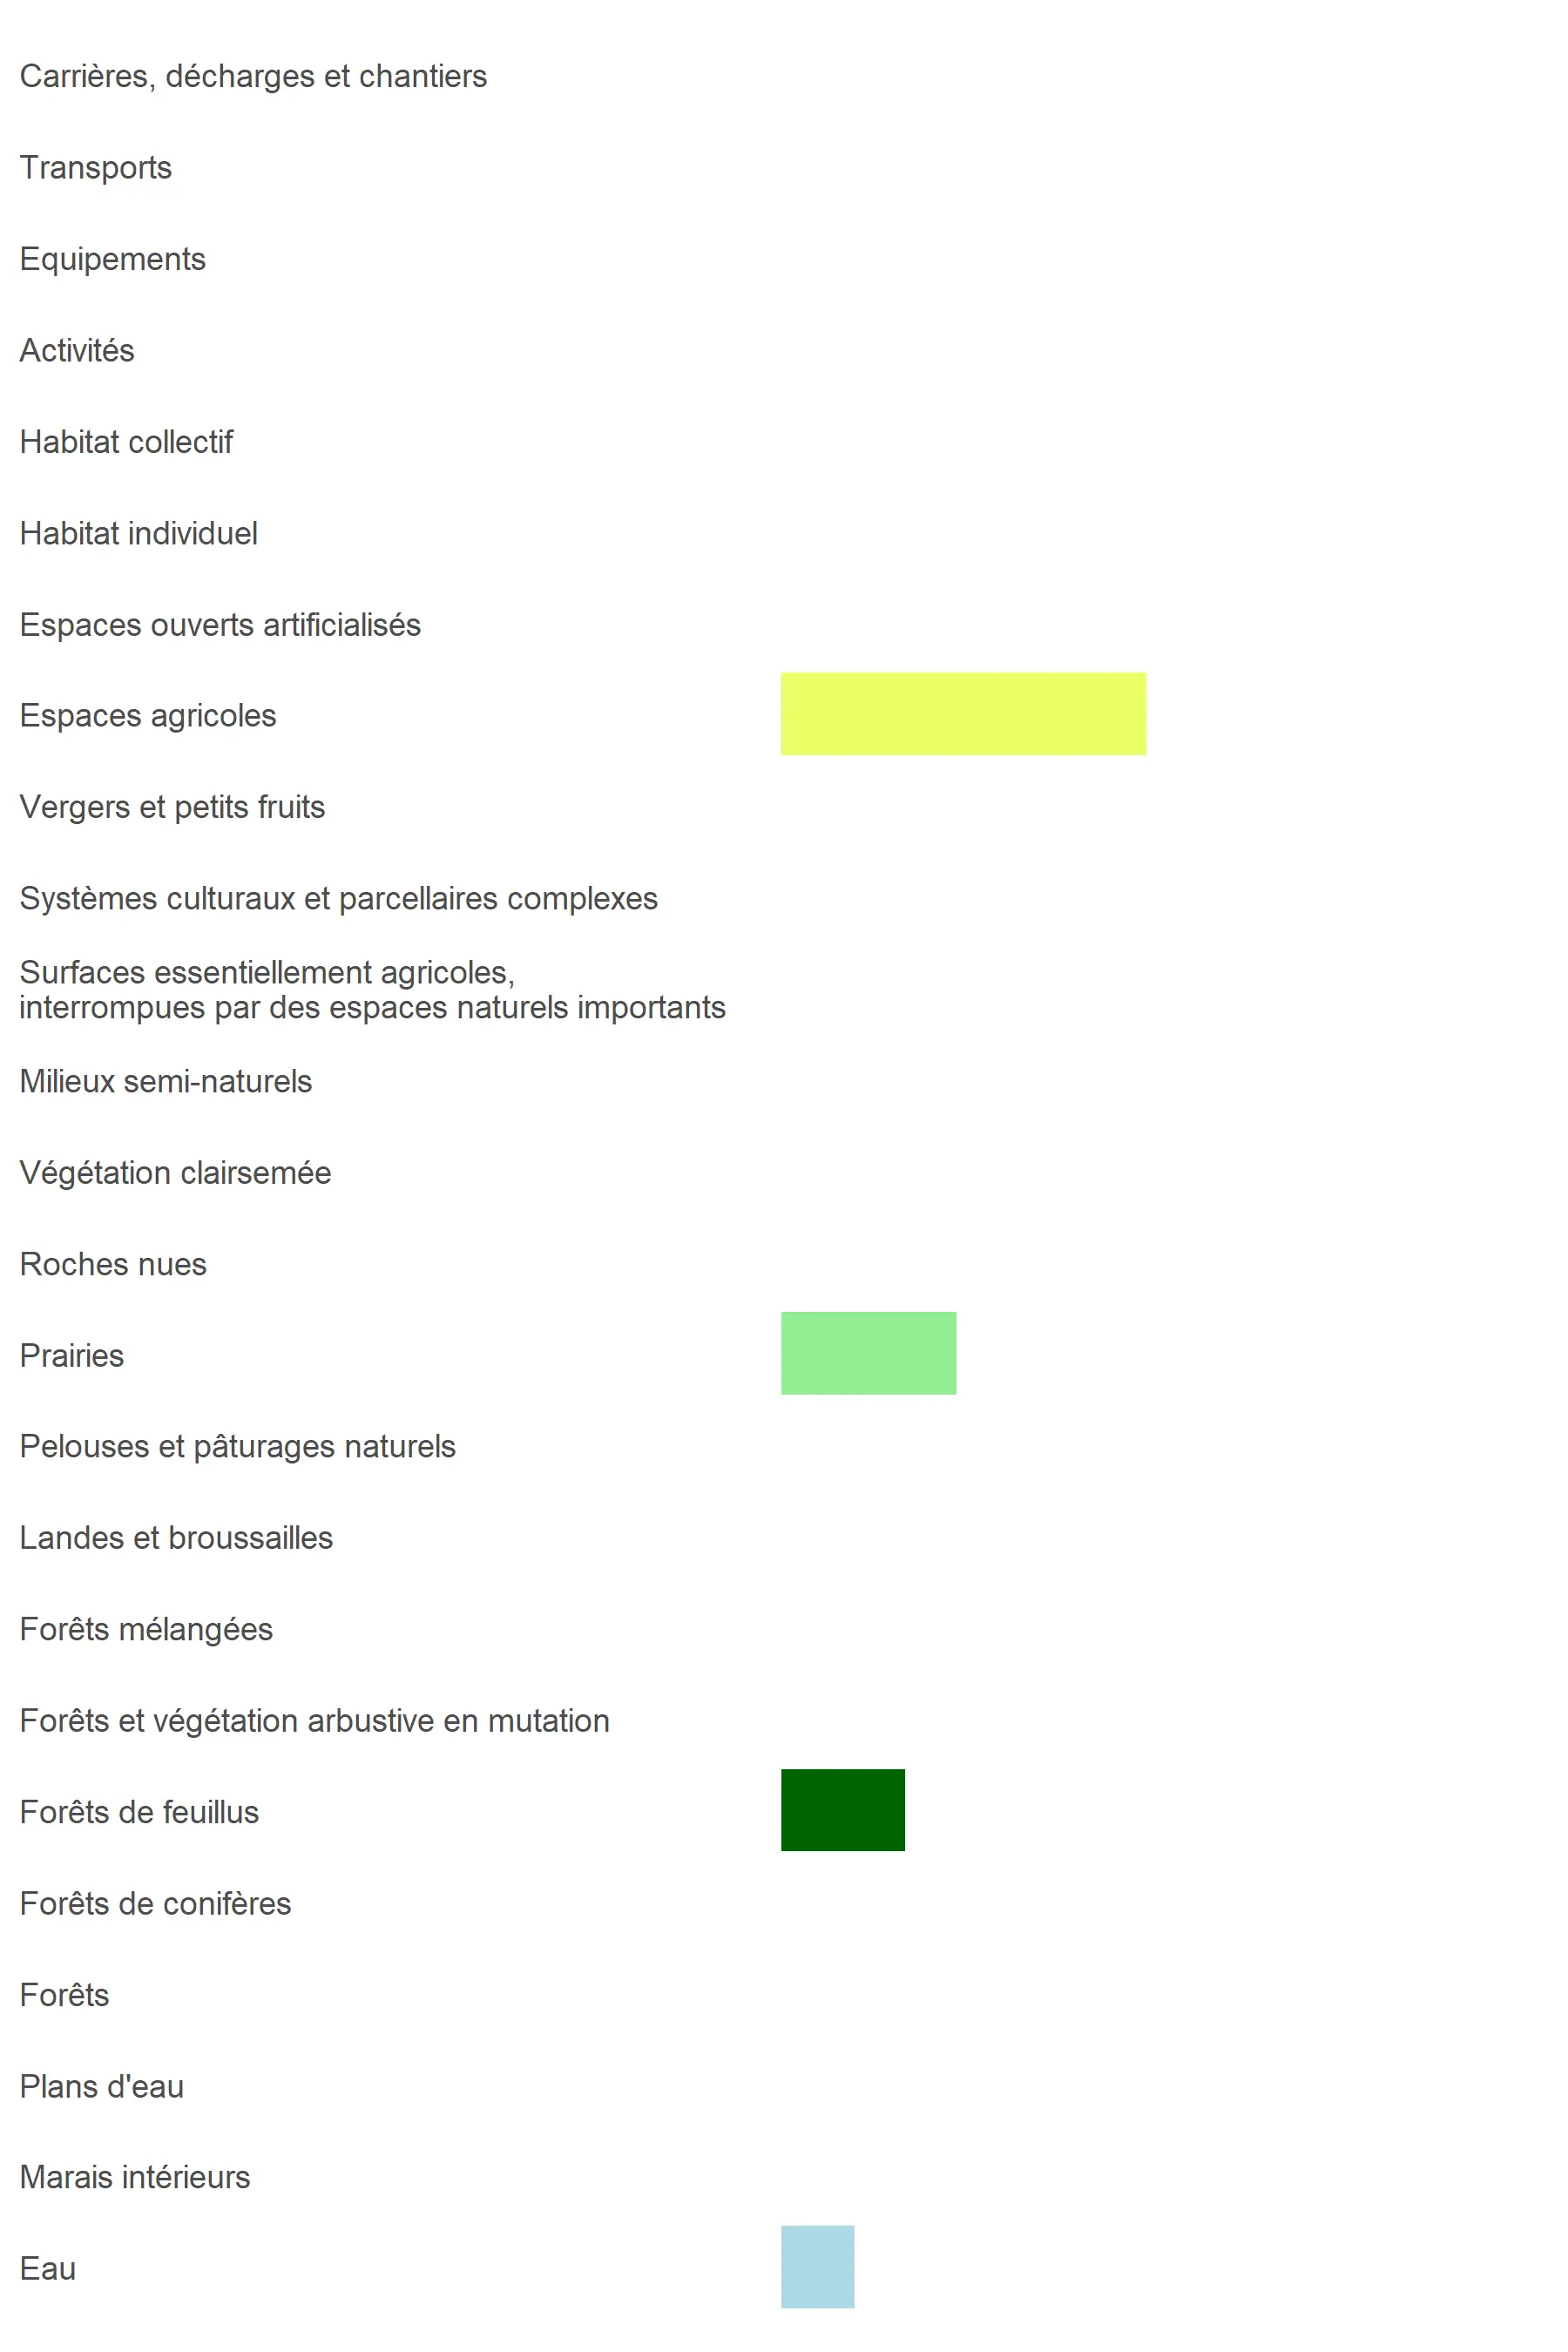 Carrières, décharges et chantiers
Transports
Equipements
Activités
Habitat collectif
Habitat individuel
Espaces ouverts artificialisés
Espaces agricoles
Vergers et petits fruits
Systèmes culturaux et parcellaires complexes
Surfaces essentiellement agricoles,
interrompues par des espaces naturels importants
Milieux semi-naturels
Végétation clairsemée
Roches nues
Prairies
Pelouses et pâturages naturels
Landes et broussailles
Forêts mélangées
Forêts et végétation arbustive en mutation
Forêts de feuillus
Forêts de conifères
Forêts
Plans d'eau
Marais intérieurs
Eau